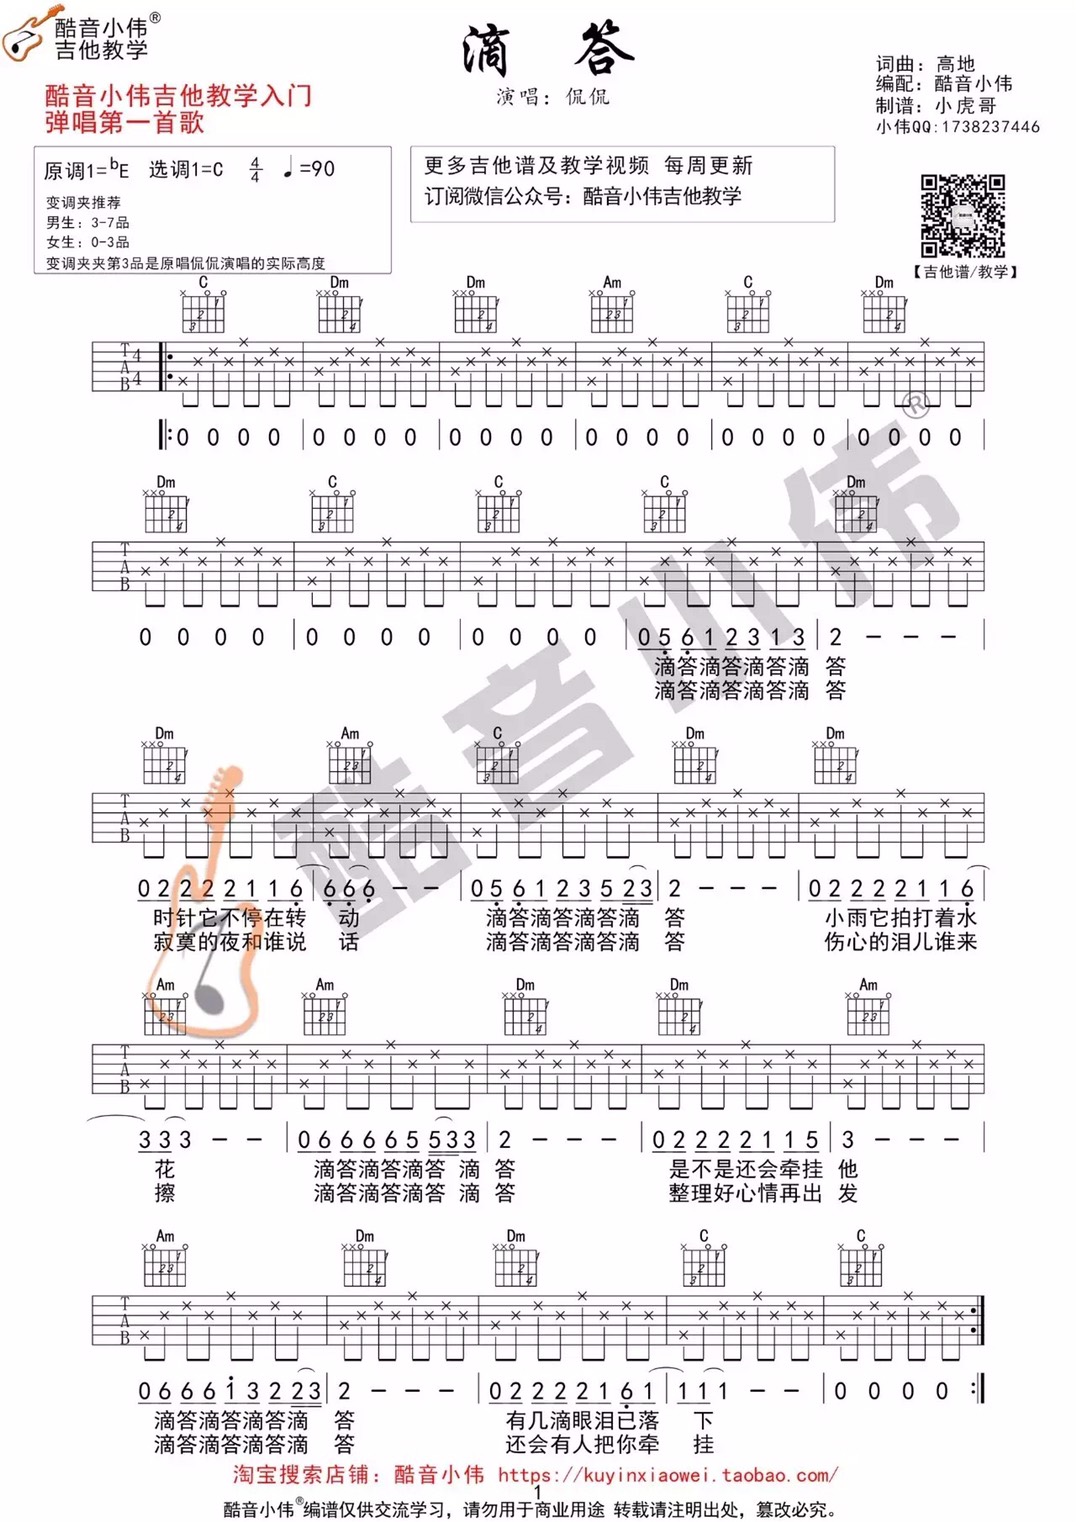 酷音小伟®
吉他教学
滴 答
演唱：侃侃
词曲：高地
编配：酷音小伟
制谱：小虎哥
小伟QQ:1738237446
酷音小伟吉他教学入门
弹唱第一首歌
原调1=bE 选调1=C 4/4 ♩=90
变调夹推荐
男生：3-7品
女生：0-3品
变调夹夹第3品是原唱侃侃演唱的实际高度
更多吉他谱及教学视频 每周更新
订阅微信公众号：酷音小伟吉他教学
【吉他谱/教学】
C Dm Dm Am C Dm
T A B 4 4
0 0 0 0 0 0 0 0 0 0 0 0 0 0 0 0 0 0 0 0 0 0 0 0
Dm C C C Dm
T A B
0 0 0 0 0 0 0 0 0 0 0 0 0 5 6 1 2 3 1 3 2 - - -
滴答滴答滴答滴 答
滴答滴答滴答滴 答
Dm Am C Dm Dm
T A B
0 2 2 2 2 1 1 6 6 6 6 - - 0 5 6 1 2 3 5 2 3 2 - - - 0 2 2 2 2 1 1 6
时针它不停在转 动 滴答滴答滴答滴 答 小雨它拍打着水
寂寞的夜和谁说 话 滴答滴答滴答滴 答 伤心的泪儿谁来
Am Am Dm Dm Am
T A B
3 3 3 - - 0 6 6 6 6 5 5 3 3 2 - - - 0 2 2 2 2 1 1 5 3 - - -
花 滴答滴答滴答 滴 答 是不是还会牵挂 他
擦 滴答滴答滴答 滴 答 整理好心情再出 发
Am Dm Dm C C
T A B
0 6 6 6 1 3 2 2 3 2 - - - 0 2 2 2 2 1 6 1 1 1 1 - - 0 0 0 0
滴答滴答滴答滴 答 有几滴眼泪已落 下
滴答滴答滴答滴 答 还会有人把你牵 挂
淘宝搜索店铺：酷音小伟 https://kuyinxiaowei.taobao.com/
1
酷音小伟®编谱仅供交流学习，请勿用于商业用途 转载请注明出处，篡改必究。
酷音小伟®